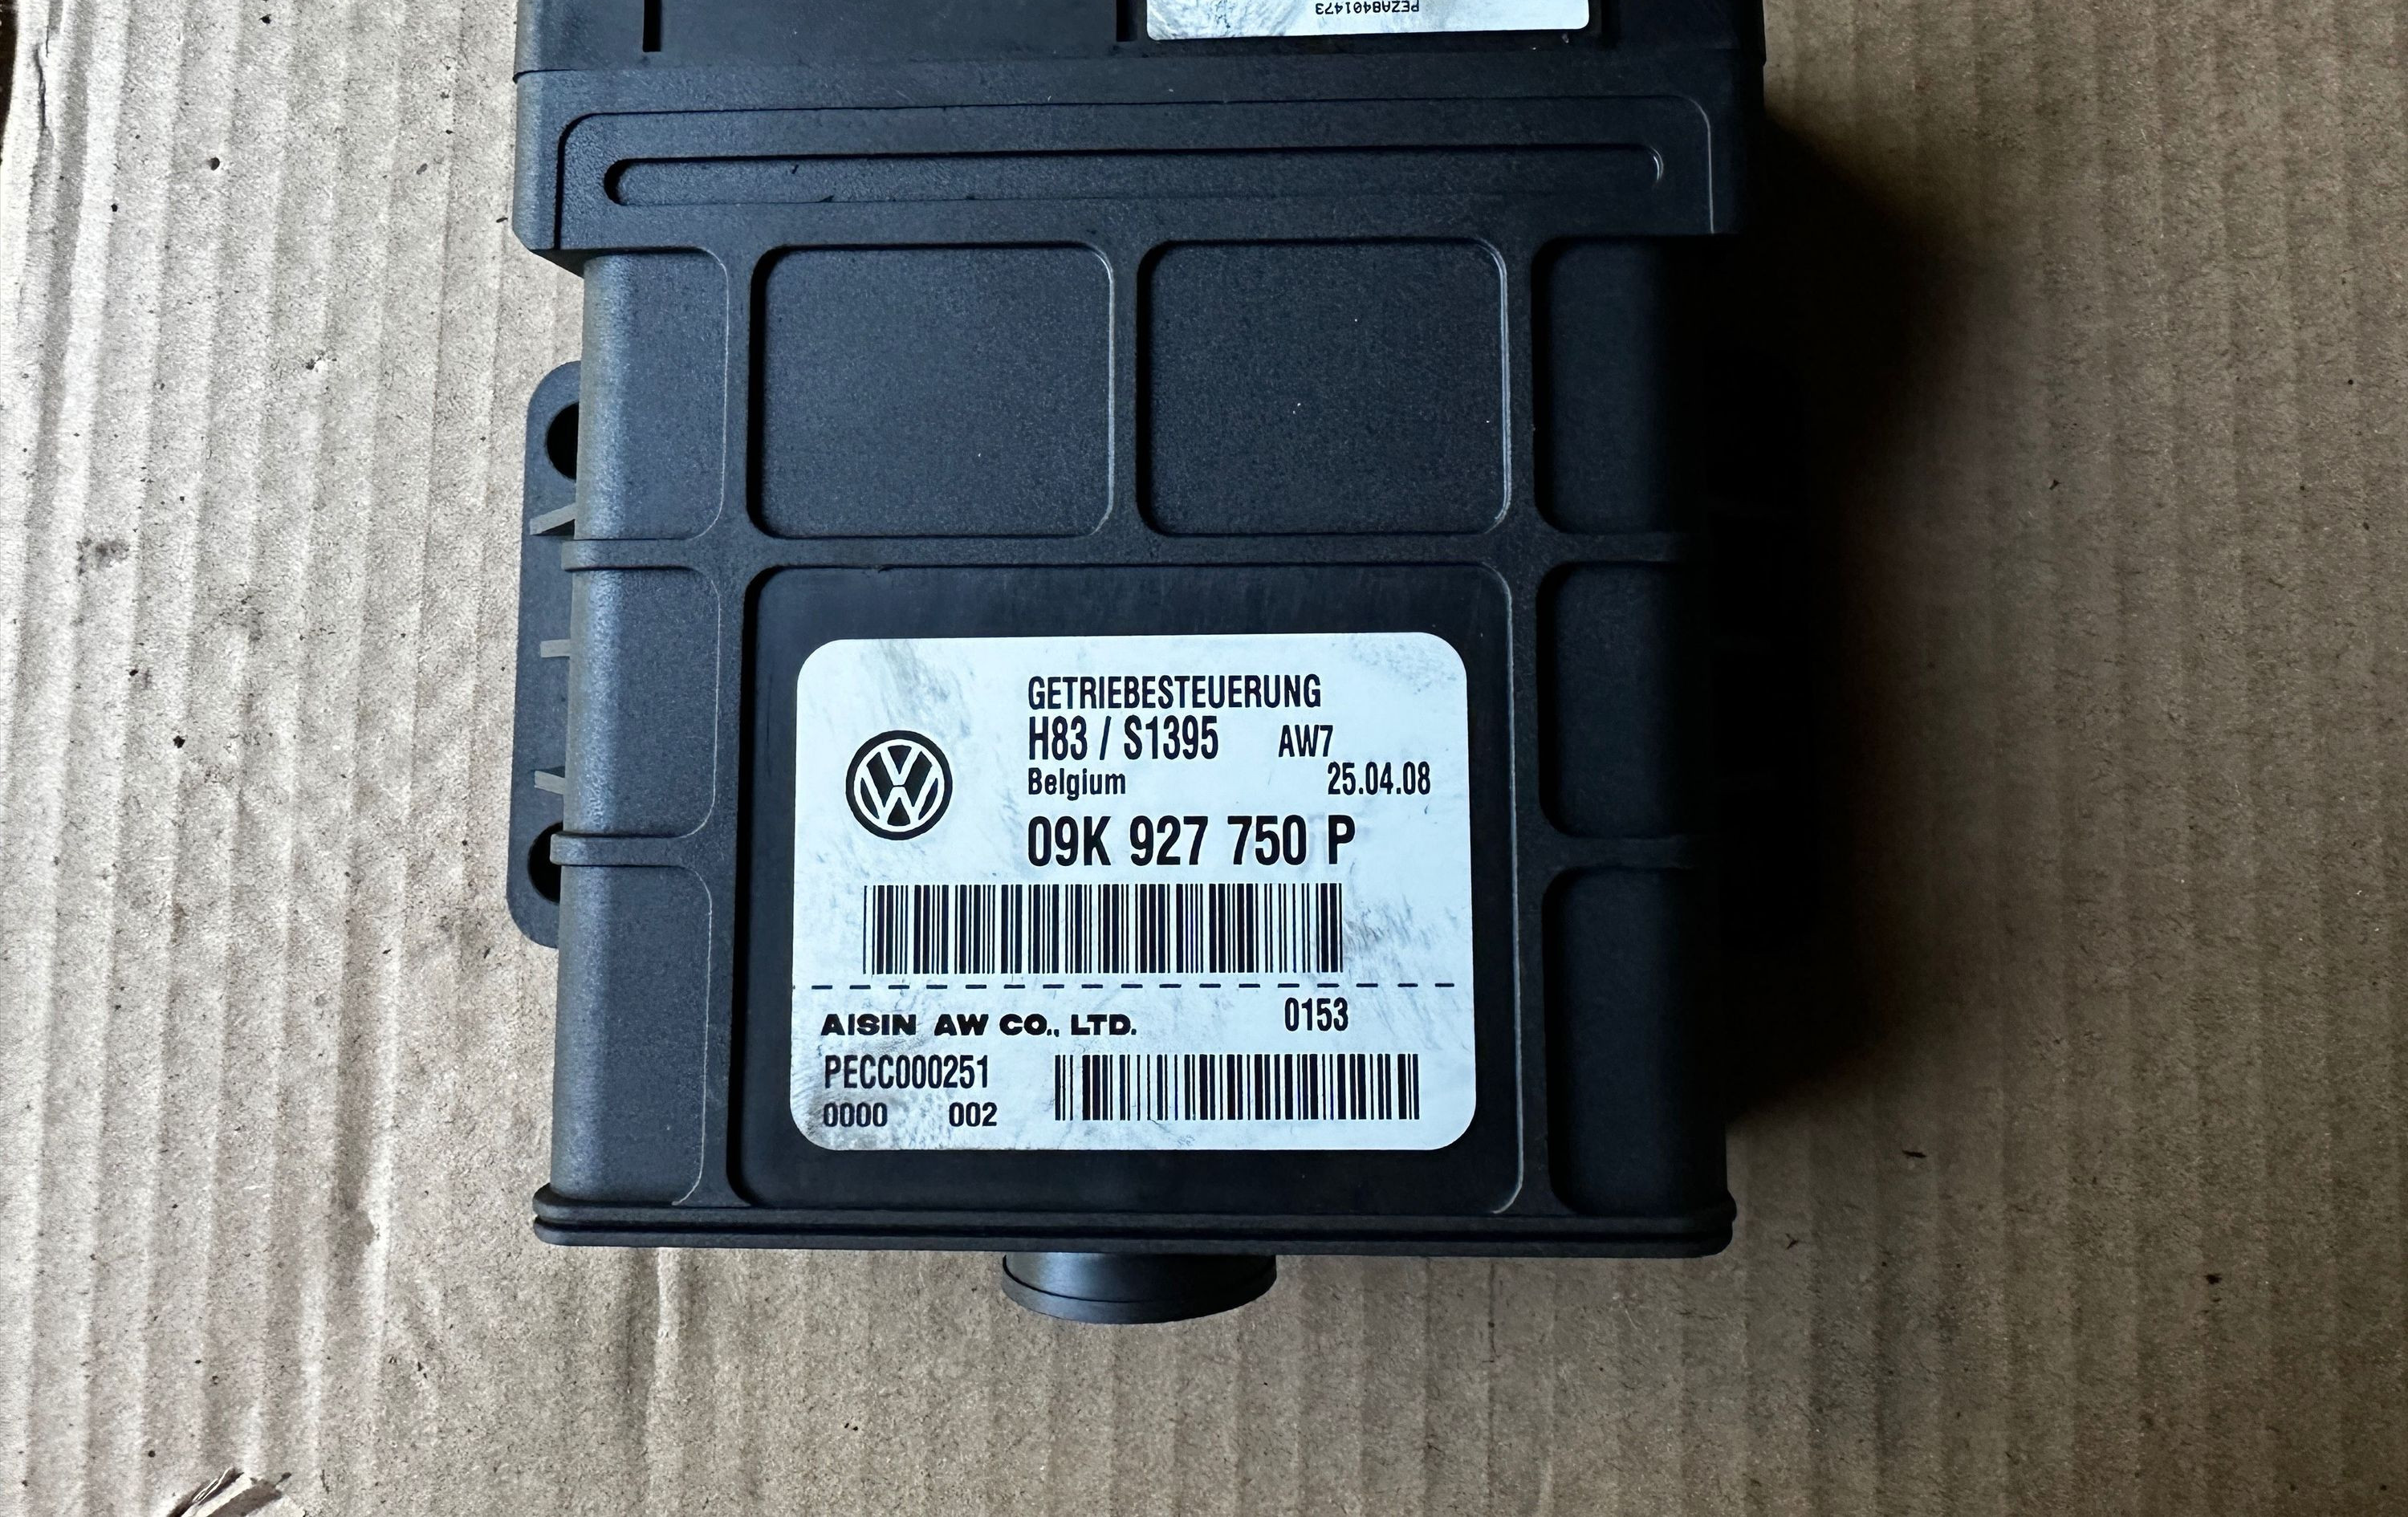 PEZA8401473
GETRIEBESTEUERUNG
H83 / S1395 AW7
Belgium 25.04.08
09K 927 750 P
AISIN AW CO., LTD. 0153
PECC000251
0000 002